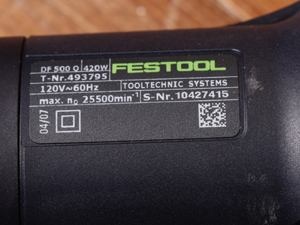 DF 500 Q 420W FESTOOL
T-Nr.493795
120V~60Hz TOOLTECHNIC SYSTEMS
max. n₀ 25500min⁻¹ S-Nr. 10427415
04/07